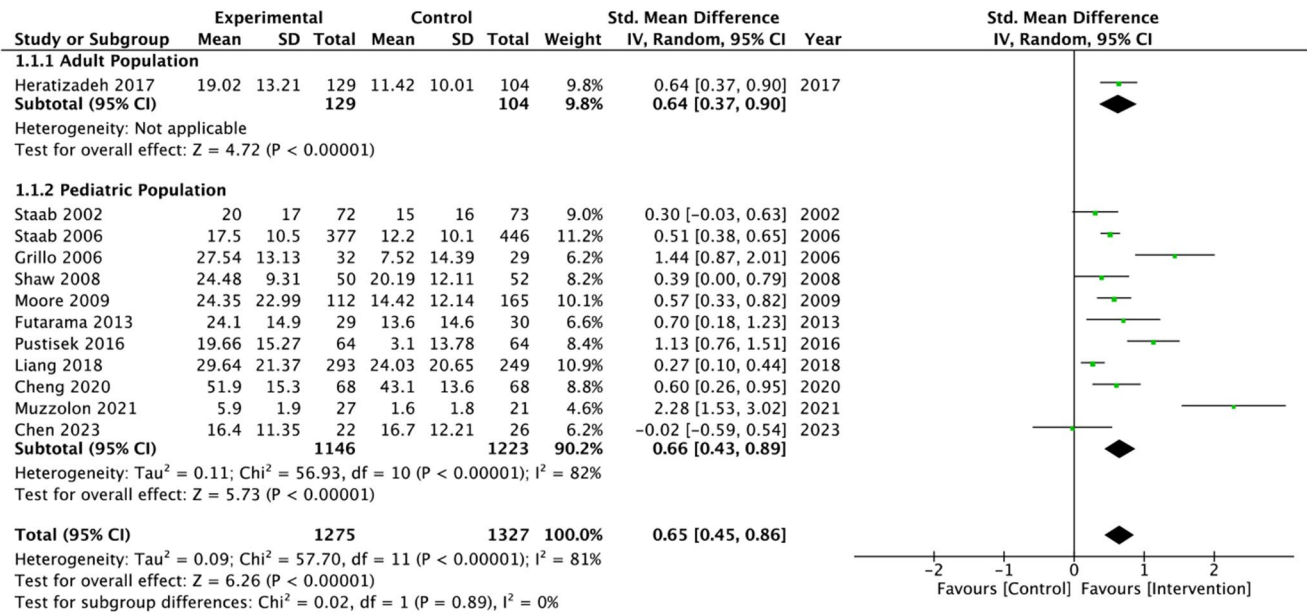 Experimental Control Std. Mean Difference Std. Mean Difference
Study or Subgroup Mean SD Total Mean SD Total Weight IV, Random, 95% CI Year IV, Random, 95% CI
1.1.1 Adult Population
Heratizadeh 2017 19.02 13.21 129 11.42 10.01 104 9.8% 0.64 [0.37, 0.90] 2017
Subtotal (95% CI) 129 104 9.8% 0.64 [0.37, 0.90]
Heterogeneity: Not applicable
Test for overall effect: Z = 4.72 (P < 0.00001)
1.1.2 Pediatric Population
Staab 2002 20 17 72 15 16 73 9.0% 0.30 [−0.03, 0.63] 2002
Staab 2006 17.5 10.5 377 12.2 10.1 446 11.2% 0.51 [0.38, 0.65] 2006
Grillo 2006 27.54 13.13 32 7.52 14.39 29 6.2% 1.44 [0.87, 2.01] 2006
Shaw 2008 24.48 9.31 50 20.19 12.11 52 8.2% 0.39 [0.00, 0.79] 2008
Moore 2009 24.35 22.99 112 14.42 12.14 165 10.1% 0.57 [0.33, 0.82] 2009
Futarama 2013 24.1 14.9 29 13.6 14.6 30 6.6% 0.70 [0.18, 1.23] 2013
Pustisek 2016 19.66 15.27 64 3.1 13.78 64 8.4% 1.13 [0.76, 1.51] 2016
Liang 2018 29.64 21.37 293 24.03 20.65 249 10.9% 0.27 [0.10, 0.44] 2018
Cheng 2020 51.9 15.3 68 43.1 13.6 68 8.8% 0.60 [0.26, 0.95] 2020
Muzzolon 2021 5.9 1.9 27 1.6 1.8 21 4.6% 2.28 [1.53, 3.02] 2021
Chen 2023 16.4 11.35 22 16.7 12.21 26 6.2% −0.02 [−0.59, 0.54] 2023
Subtotal (95% CI) 1146 1223 90.2% 0.66 [0.43, 0.89]
Heterogeneity: Tau² = 0.11; Chi² = 56.93, df = 10 (P < 0.00001); I² = 82%
Test for overall effect: Z = 5.73 (P < 0.00001)
Total (95% CI) 1275 1327 100.0% 0.65 [0.45, 0.86]
Heterogeneity: Tau² = 0.09; Chi² = 57.70, df = 11 (P < 0.00001); I² = 81%
Test for overall effect: Z = 6.26 (P < 0.00001)
Test for subgroup differences: Chi² = 0.02, df = 1 (P = 0.89), I² = 0%
−2 −1 0 1 2
Favours [Control] Favours [Intervention]